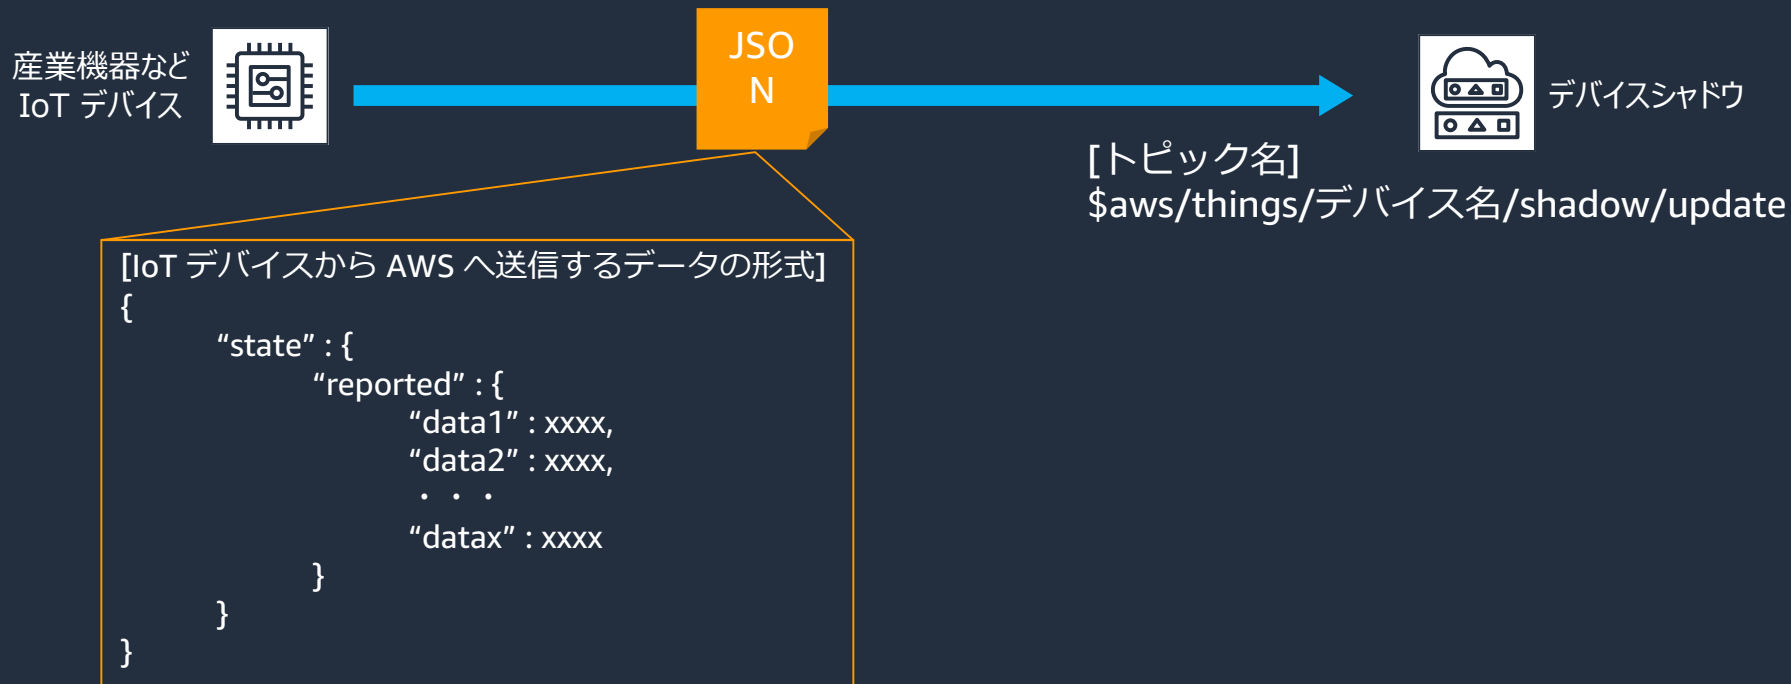 産業機器など
IoT デバイス
JSO
N
デバイスシャドウ
[トピック名]
$aws/things/デバイス名/shadow/update
[IoT デバイスから AWS へ送信するデータの形式]
{
“state” : {
“reported” : {
“data1” : xxxx,
“data2” : xxxx,
・・・
“datax” : xxxx
}
}
}